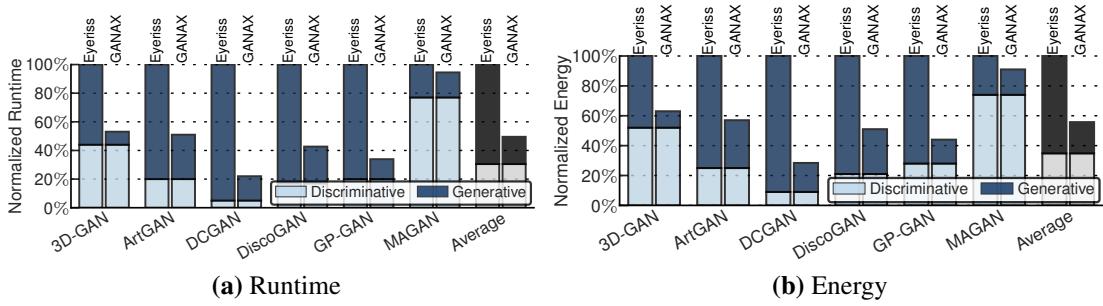 Eyeriss GANAX Eyeriss GANAX Eyeriss GANAX Eyeriss GANAX Eyeriss GANAX Eyeriss GANAX Eyeriss GANAX
Normalized Runtime
100%
80%
60%
40%
20%
0%
Discriminative Generative
3D-GAN ArtGAN DCGAN DiscoGAN GP-GAN MAGAN Average
(a) Runtime
Eyeriss GANAX Eyeriss GANAX Eyeriss GANAX Eyeriss GANAX Eyeriss GANAX Eyeriss GANAX Eyeriss GANAX
Normalized Energy
100%
80%
60%
40%
20%
0%
Discriminative Generative
3D-GAN ArtGAN DCGAN DiscoGAN GP-GAN MAGAN Average
(b) Energy